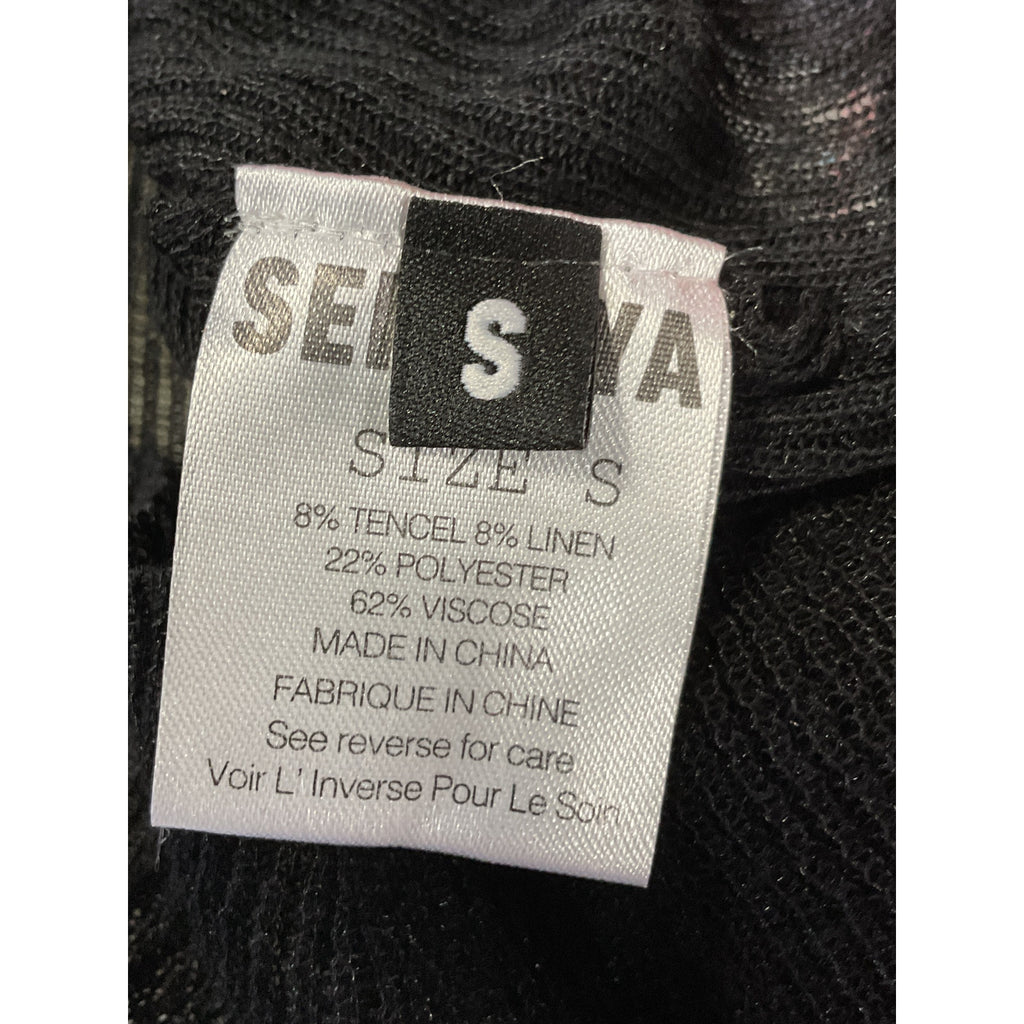 S
SIZE S
8% TENCEL 8% LINEN
22% POLYESTER
62% VISCOSE
MADE IN CHINA
FABRIQUE IN CHINE
See reverse for care
Voir L' Inverse Pour Le Soin